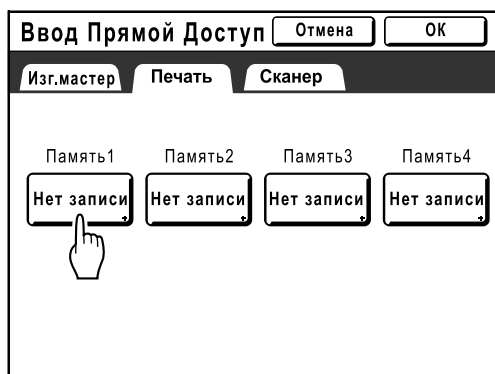 Ввод Прямой Доступ Отмена OK
Изг.мастер Печать Сканер
Память1 Память2 Память3 Память4
Нет записи Нет записи Нет записи Нет записи